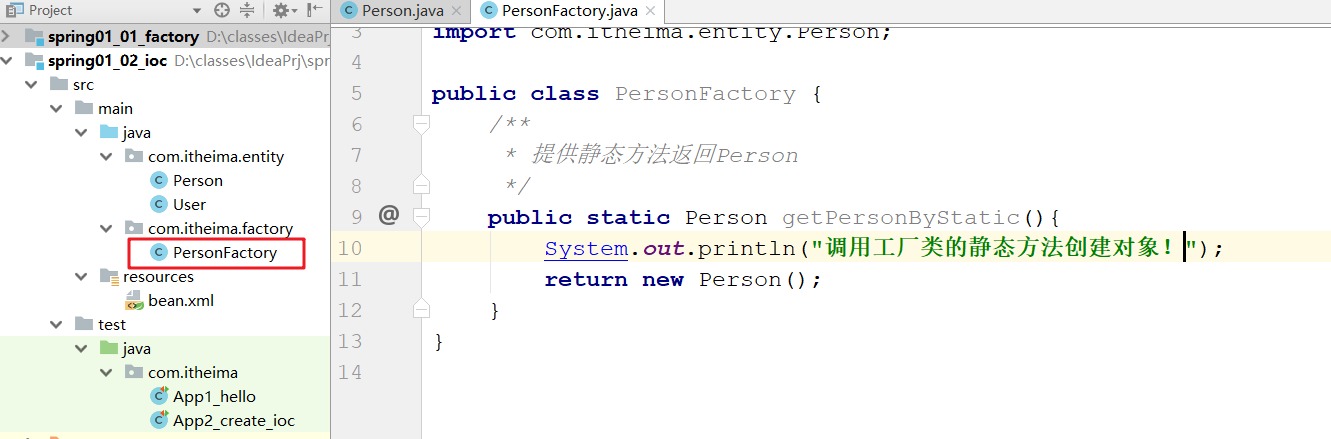 Project
Person.java
PersonFactory.java
spring01_01_factory D:\classes\IdeaPrj
spring01_02_ioc D:\classes\IdeaPrj\spr
src
main
java
com.itheima.entity
Person
User
com.itheima.factory
PersonFactory
resources
bean.xml
test
java
com.itheima
App1_hello
App2_create_ioc
3 import com.itheima.entity.Person;
4
5 public class PersonFactory {
6 /**
7 * 提供静态方法返回Person
8 */
9 @ public static Person getPersonByStatic(){
10 System.out.println("调用工厂类的静态方法创建对象！");
11 return new Person();
12 }
13 }
14